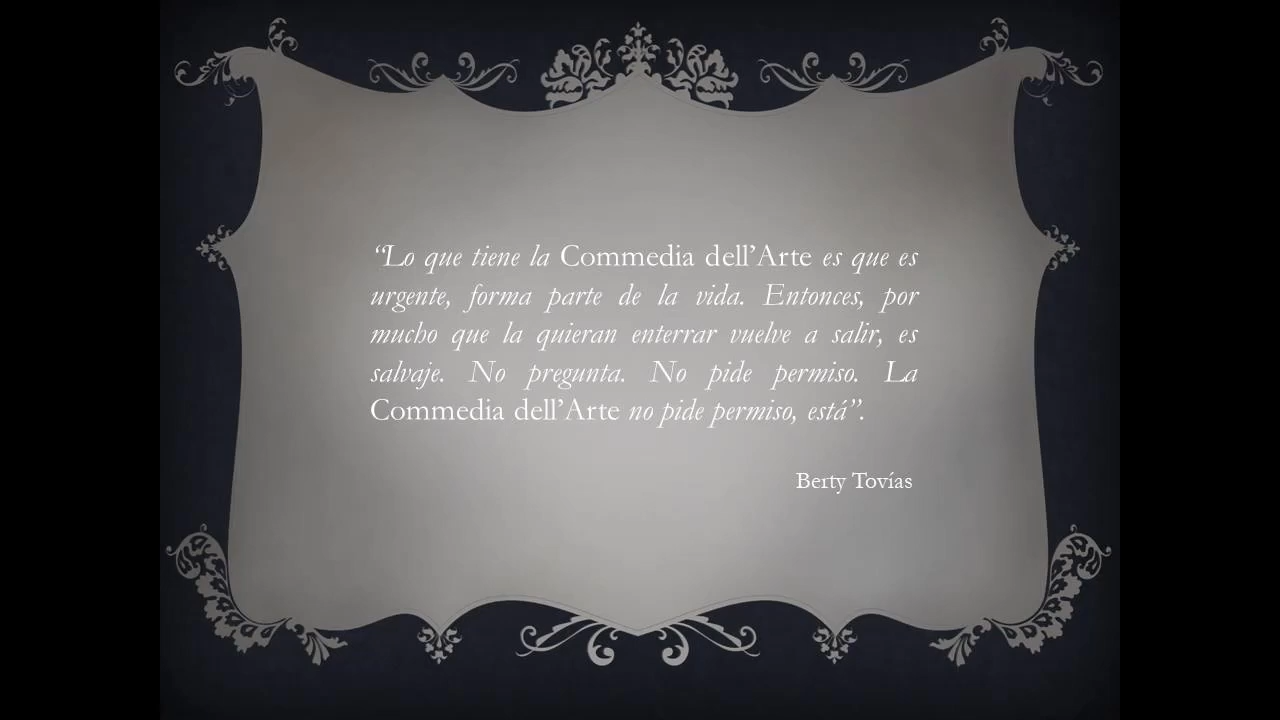 “Lo que tiene la Commedia dell’Arte es que es
urgente, forma parte de la vida. Entonces, por
mucho que la quieran enterrar vuelve a salir, es
salvaje. No pregunta. No pide permiso. La
Commedia dell’Arte no pide permiso, está”.
Berty Tovías